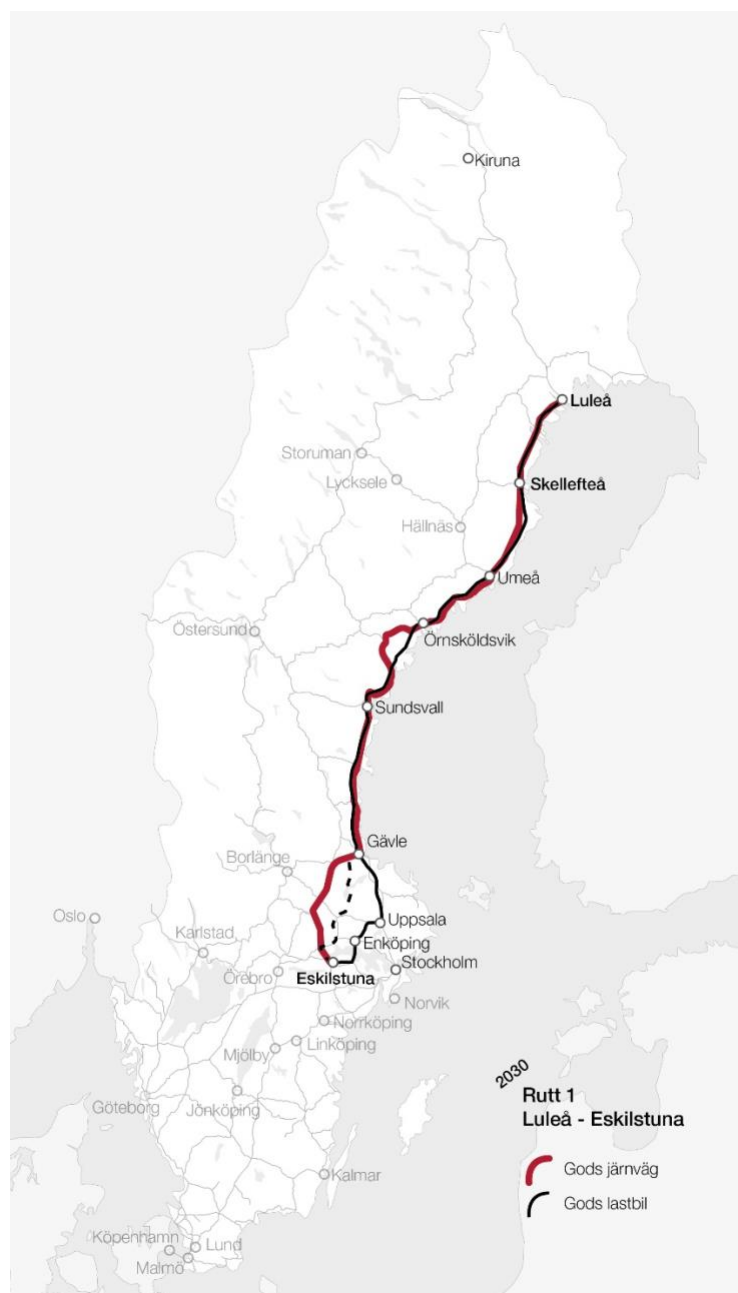 Kiruna
Luleå
Storuman
Lycksele
Skellefteå
Hällnäs
Umeå
Östersund
Örnsköldsvik
Sundsvall
Gävle
Borlänge
Oslo
Uppsala
Karlstad
Enköping
Stockholm
Eskilstuna
Örebro
Norvik
Norrköping
Linköping
Mjölby
2030
Rutt 1
Luleå - Eskilstuna
Göteborg
Jönköping
Gods järnväg
Kalmar
Gods lastbil
Köpenhamn
Lund
Malmö